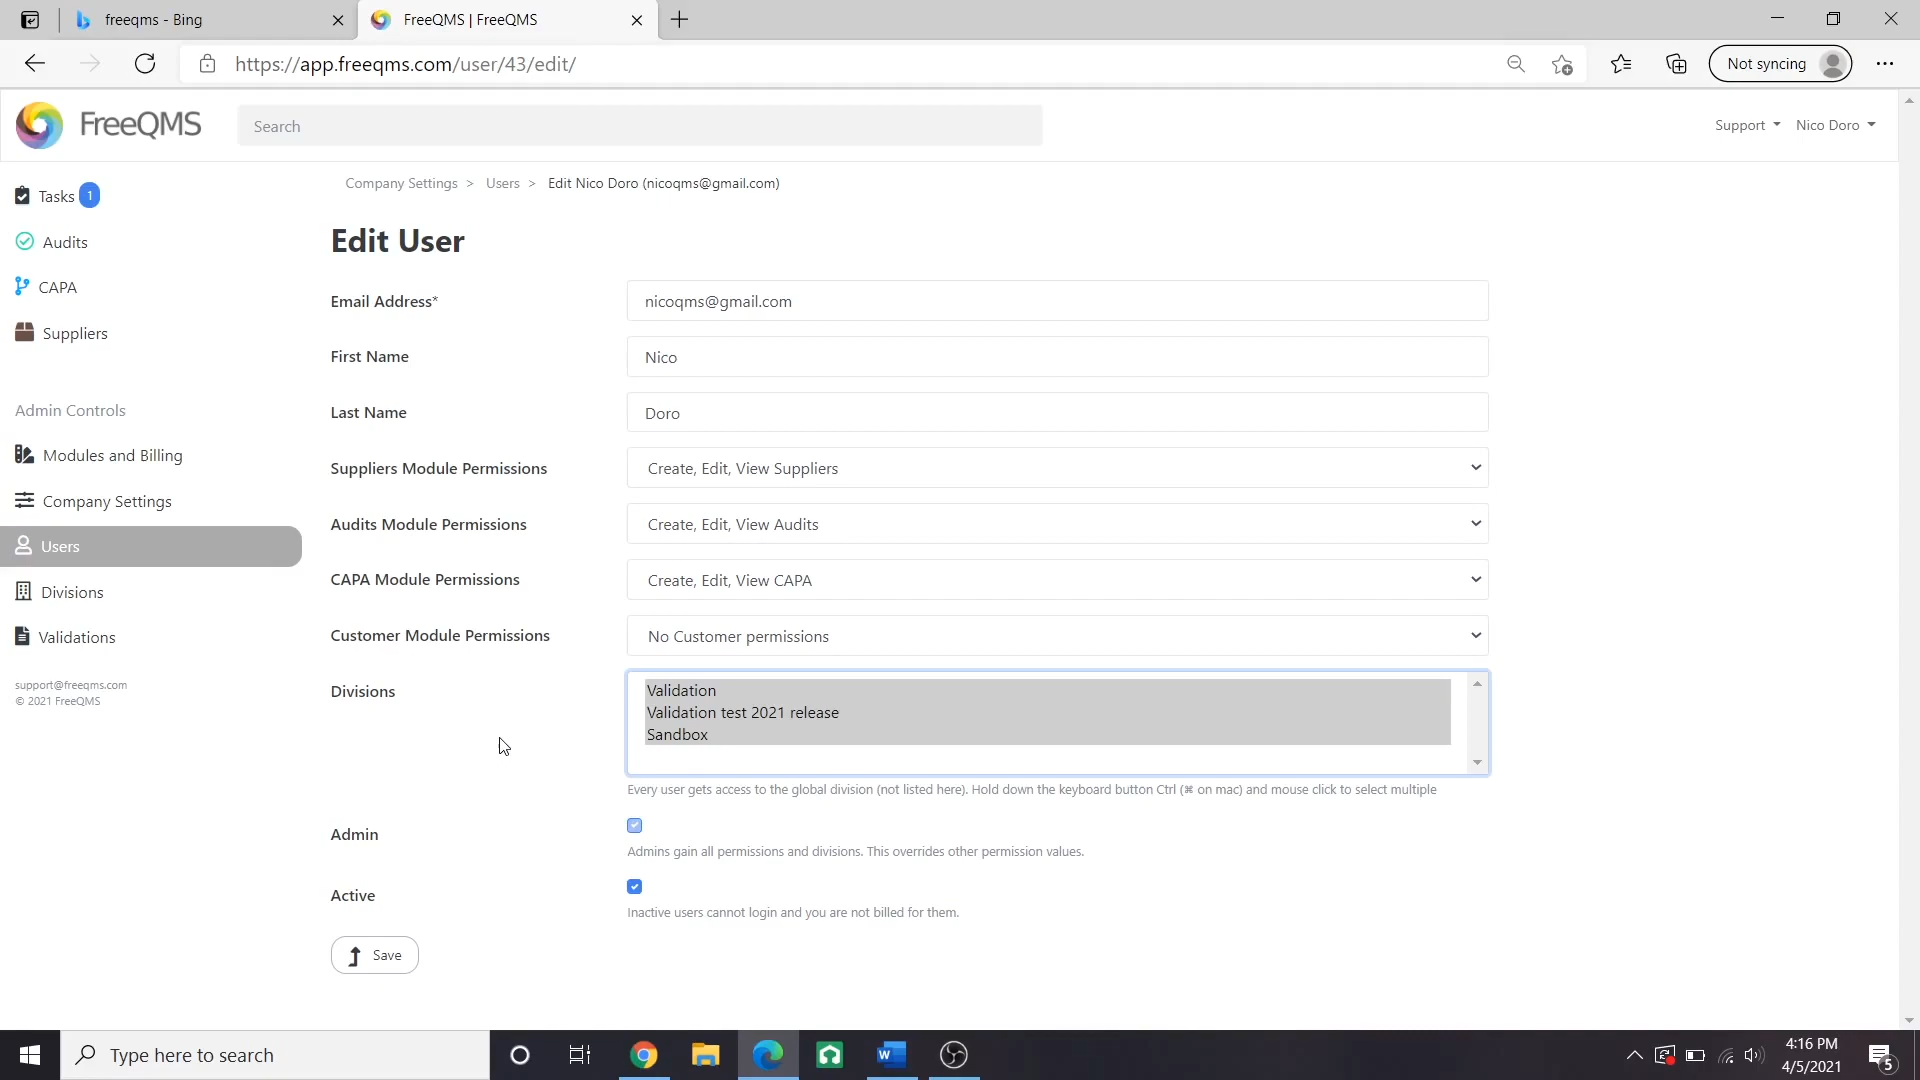 freeqms - Bing
FreeQMS | FreeQMS
https://app.freeqms.com/user/43/edit/
Not syncing
FreeQMS
Search
Support
Nico Doro
Tasks 1
Audits
CAPA
Suppliers
Admin Controls
Modules and Billing
Company Settings
Users
Divisions
Validations
support@freeqms.com
© 2021 FreeQMS
Company Settings > Users > Edit Nico Doro (nicoqms@gmail.com)
Edit User
Email Address*
nicoqms@gmail.com
First Name
Nico
Last Name
Doro
Suppliers Module Permissions
Create, Edit, View Suppliers
Audits Module Permissions
Create, Edit, View Audits
CAPA Module Permissions
Create, Edit, View CAPA
Customer Module Permissions
No Customer permissions
Divisions
Validation
Validation test 2021 release
Sandbox
Every user gets access to the global division (not listed here). Hold down the keyboard button Ctrl (⌘ on mac) and mouse click to select multiple
Admin
Admins gain all permissions and divisions. This overrides other permission values.
Active
Inactive users cannot login and you are not billed for them.
Save
Type here to search
4:16 PM
4/5/2021
5